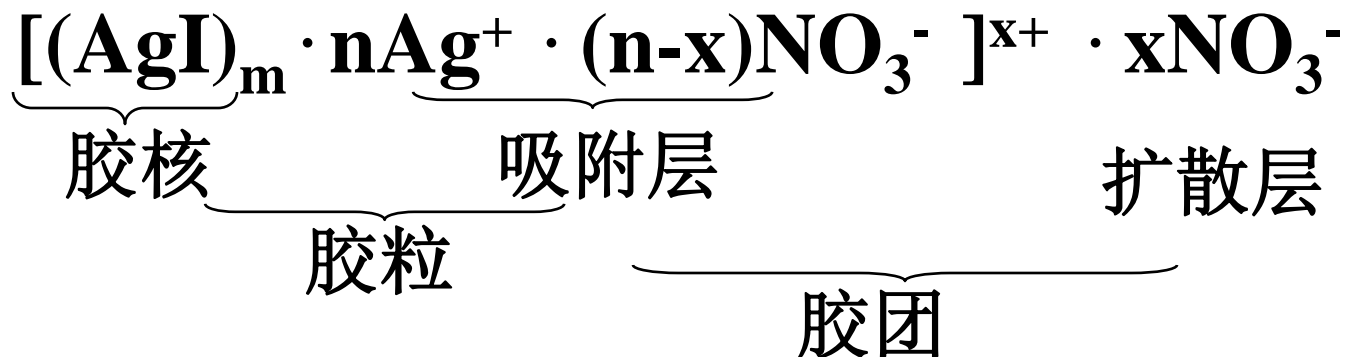 [(AgI)m · nAg+ · (n-x)NO3- ]x+ · xNO3-
胶核 吸附层 扩散层
胶粒
胶团